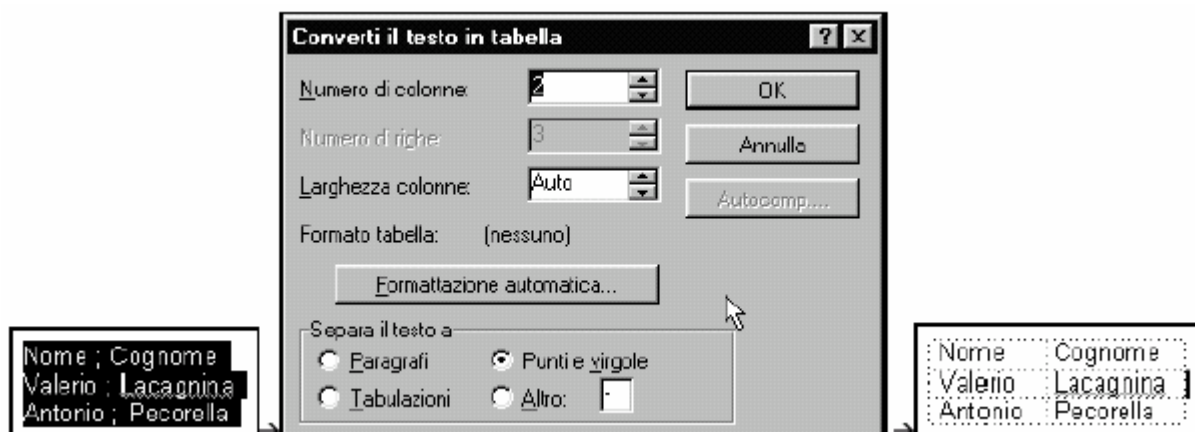 Converti il testo in tabella
Numero di colonne: 2
OK
Numero di righe: 3
Annulla
Larghezza colonne: Auto
Autocomp....
Formato tabella: (nessuno)
Formattazione automatica...
Separa il testo a
Paragrafi Punti e virgole
Tabulazioni Altro: -
Nome ; Cognome
Valerio ; Lacagnina
Antonio ; Pecorella
Nome Cognome
Valerio Lacagnina
Antonio Pecorella